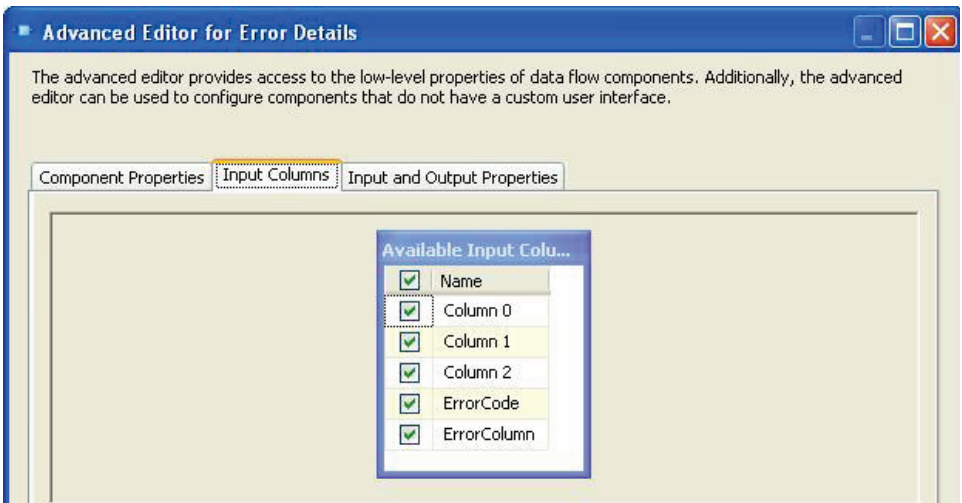 Advanced Editor for Error Details
The advanced editor provides access to the low-level properties of data flow components. Additionally, the advanced
editor can be used to configure components that do not have a custom user interface.
Component Properties
Input Columns
Input and Output Properties
Available Input Colu...
Name
Column 0
Column 1
Column 2
ErrorCode
ErrorColumn